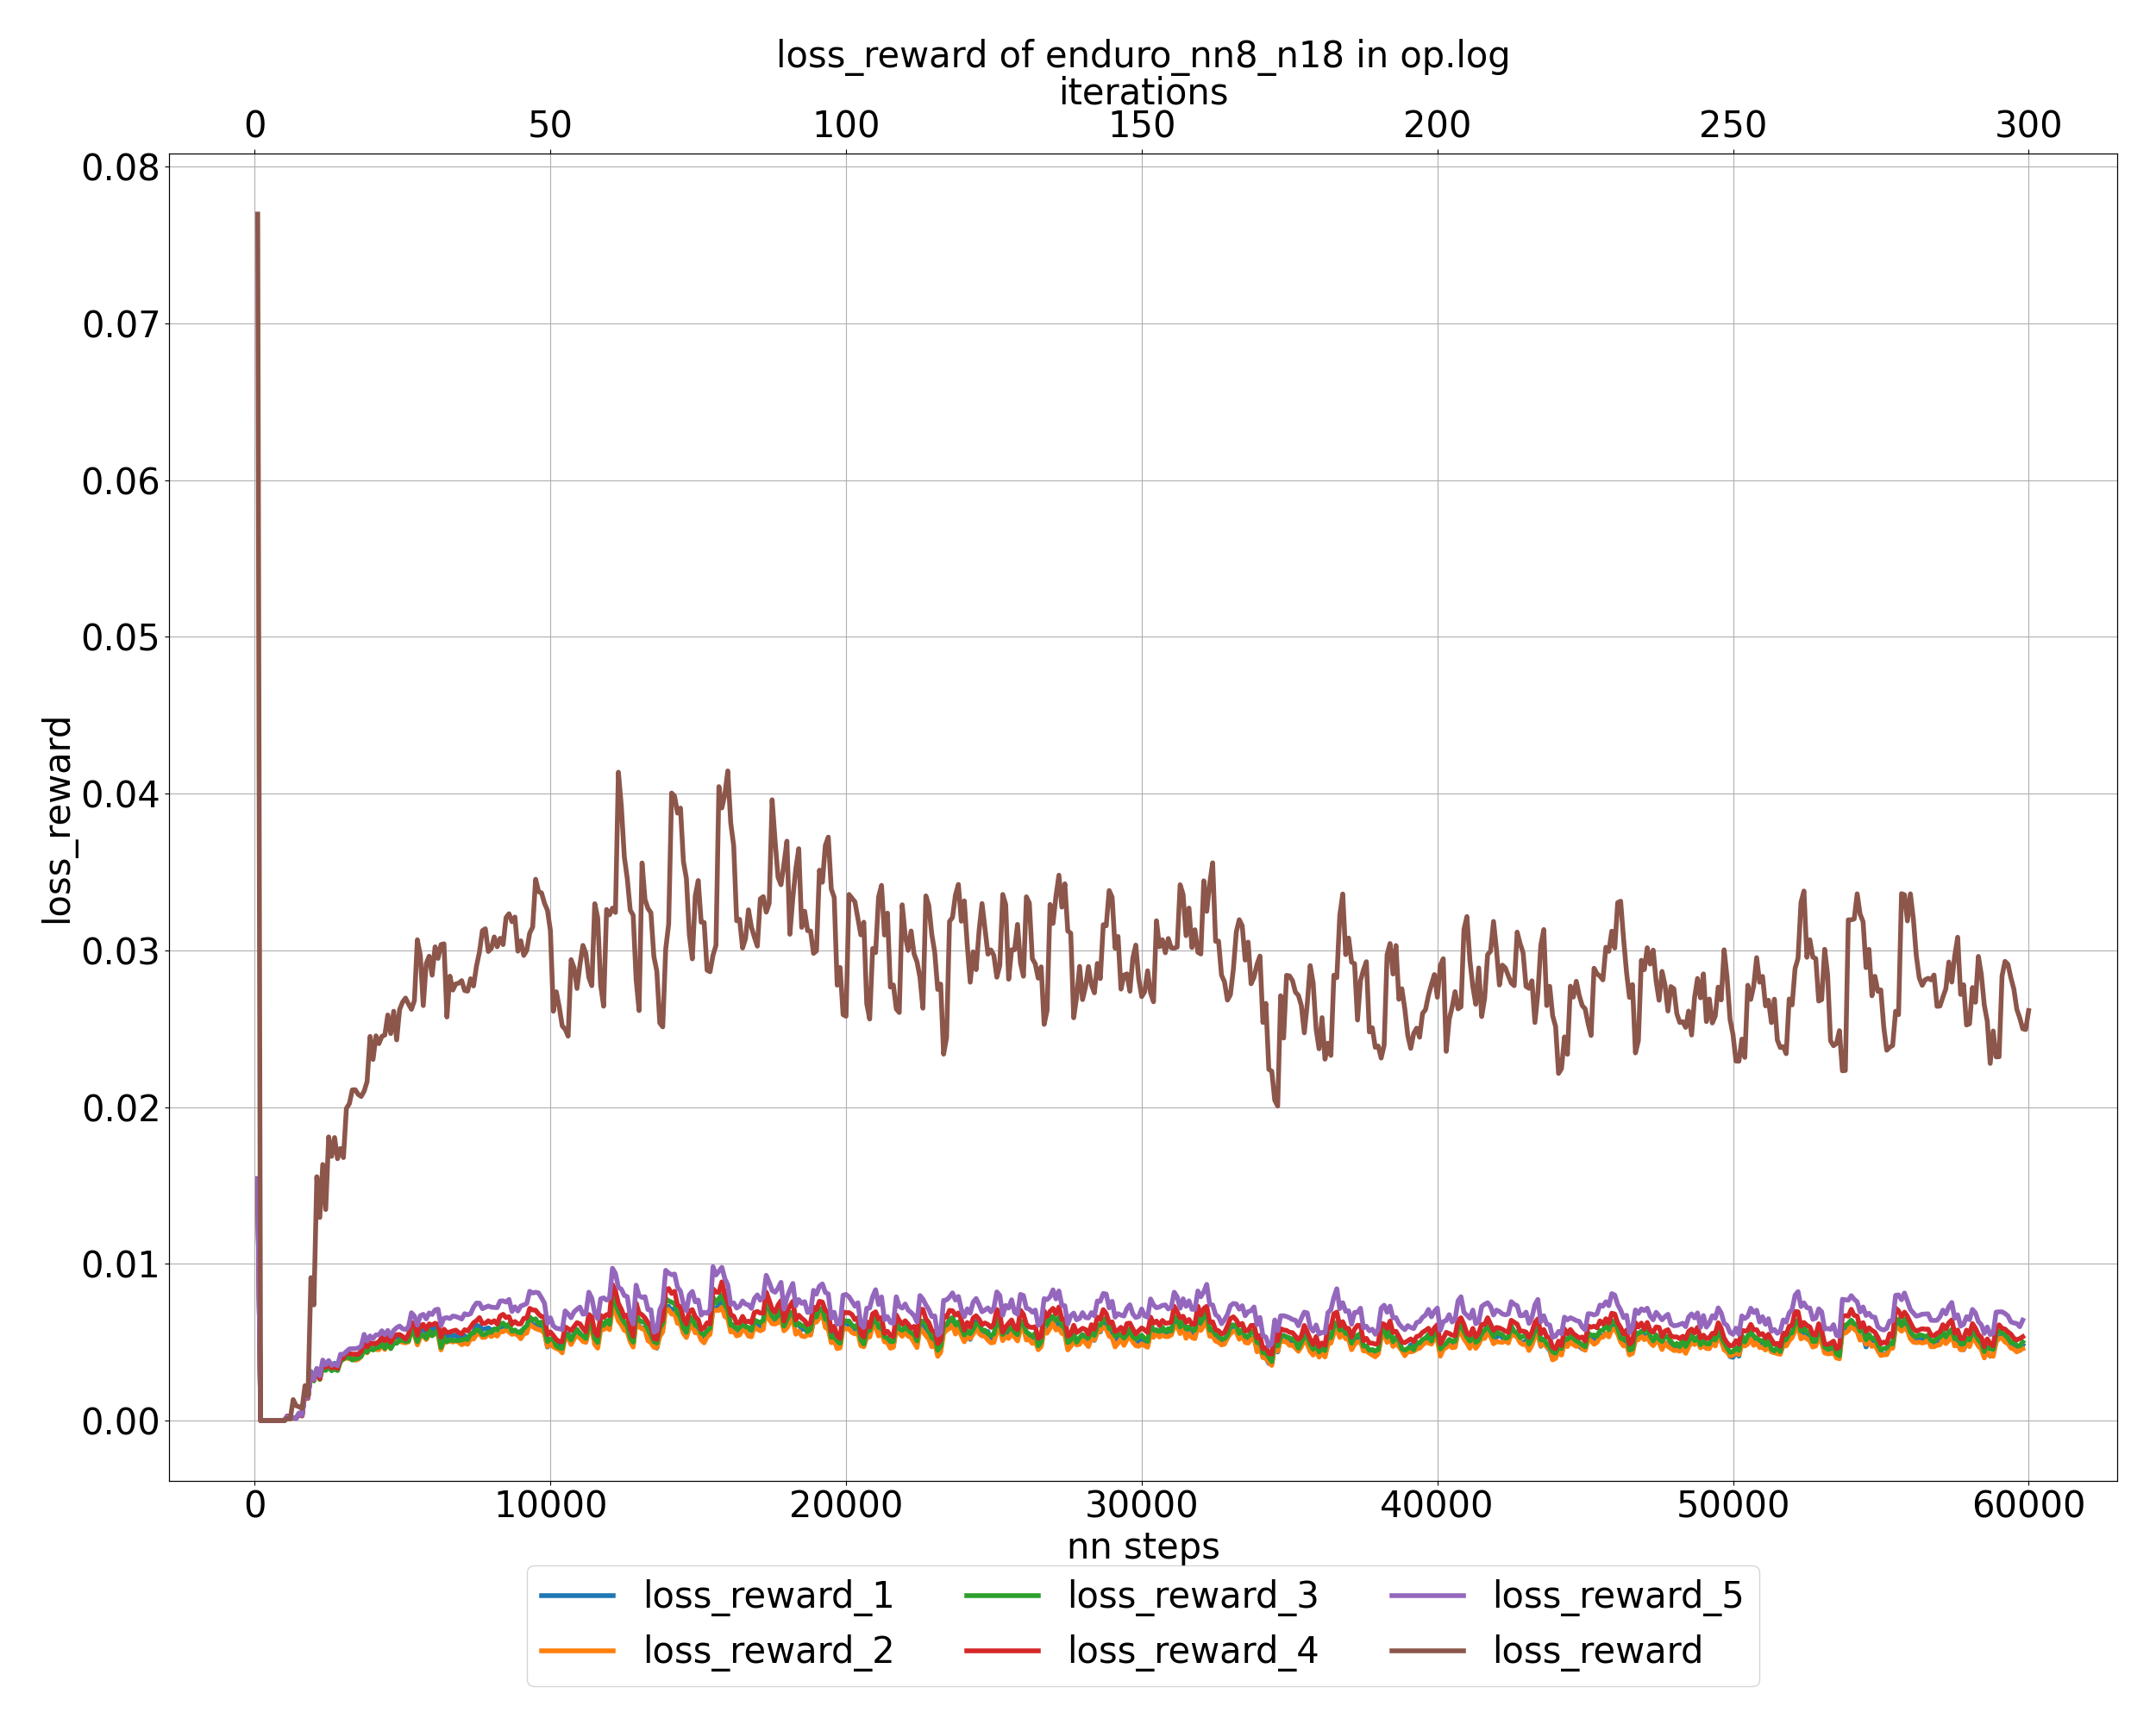 loss_reward of enduro_nn8_n18 in op.log
iterations
0 50 100 150 200 250 300
0.08
0.07
0.06
0.05
0.04
0.03
0.02
0.01
0.00
loss_reward
0 10000 20000 30000 40000 50000 60000
nn steps
loss_reward_1 loss_reward_3 loss_reward_5
loss_reward_2 loss_reward_4 loss_reward